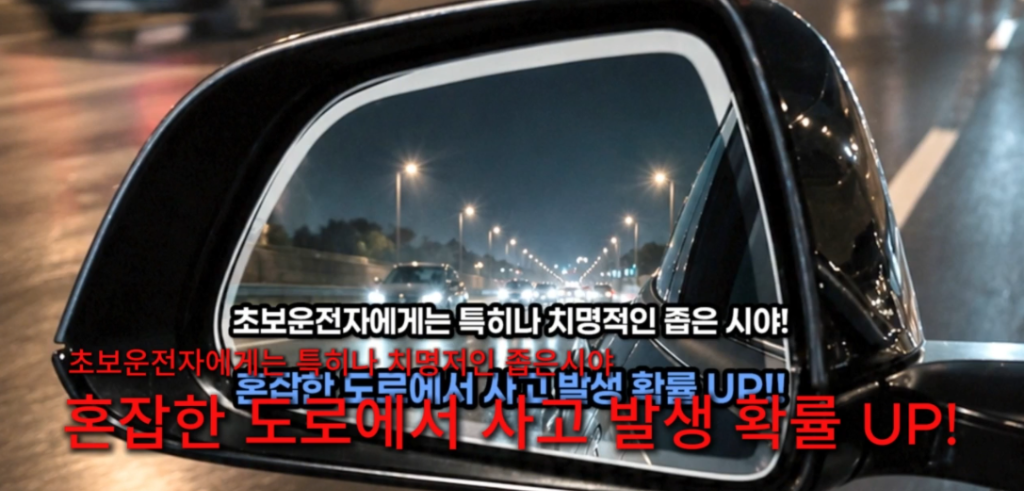 초보운전자에게는 특히나 치명적인 좁은 시야!
초보운전자에게는 특히나 치명저인 좁은시야
혼잡한 도로에서 사고 발생 확률 UP!!
혼잡한 도로에서 사고 발생 확률 UP!